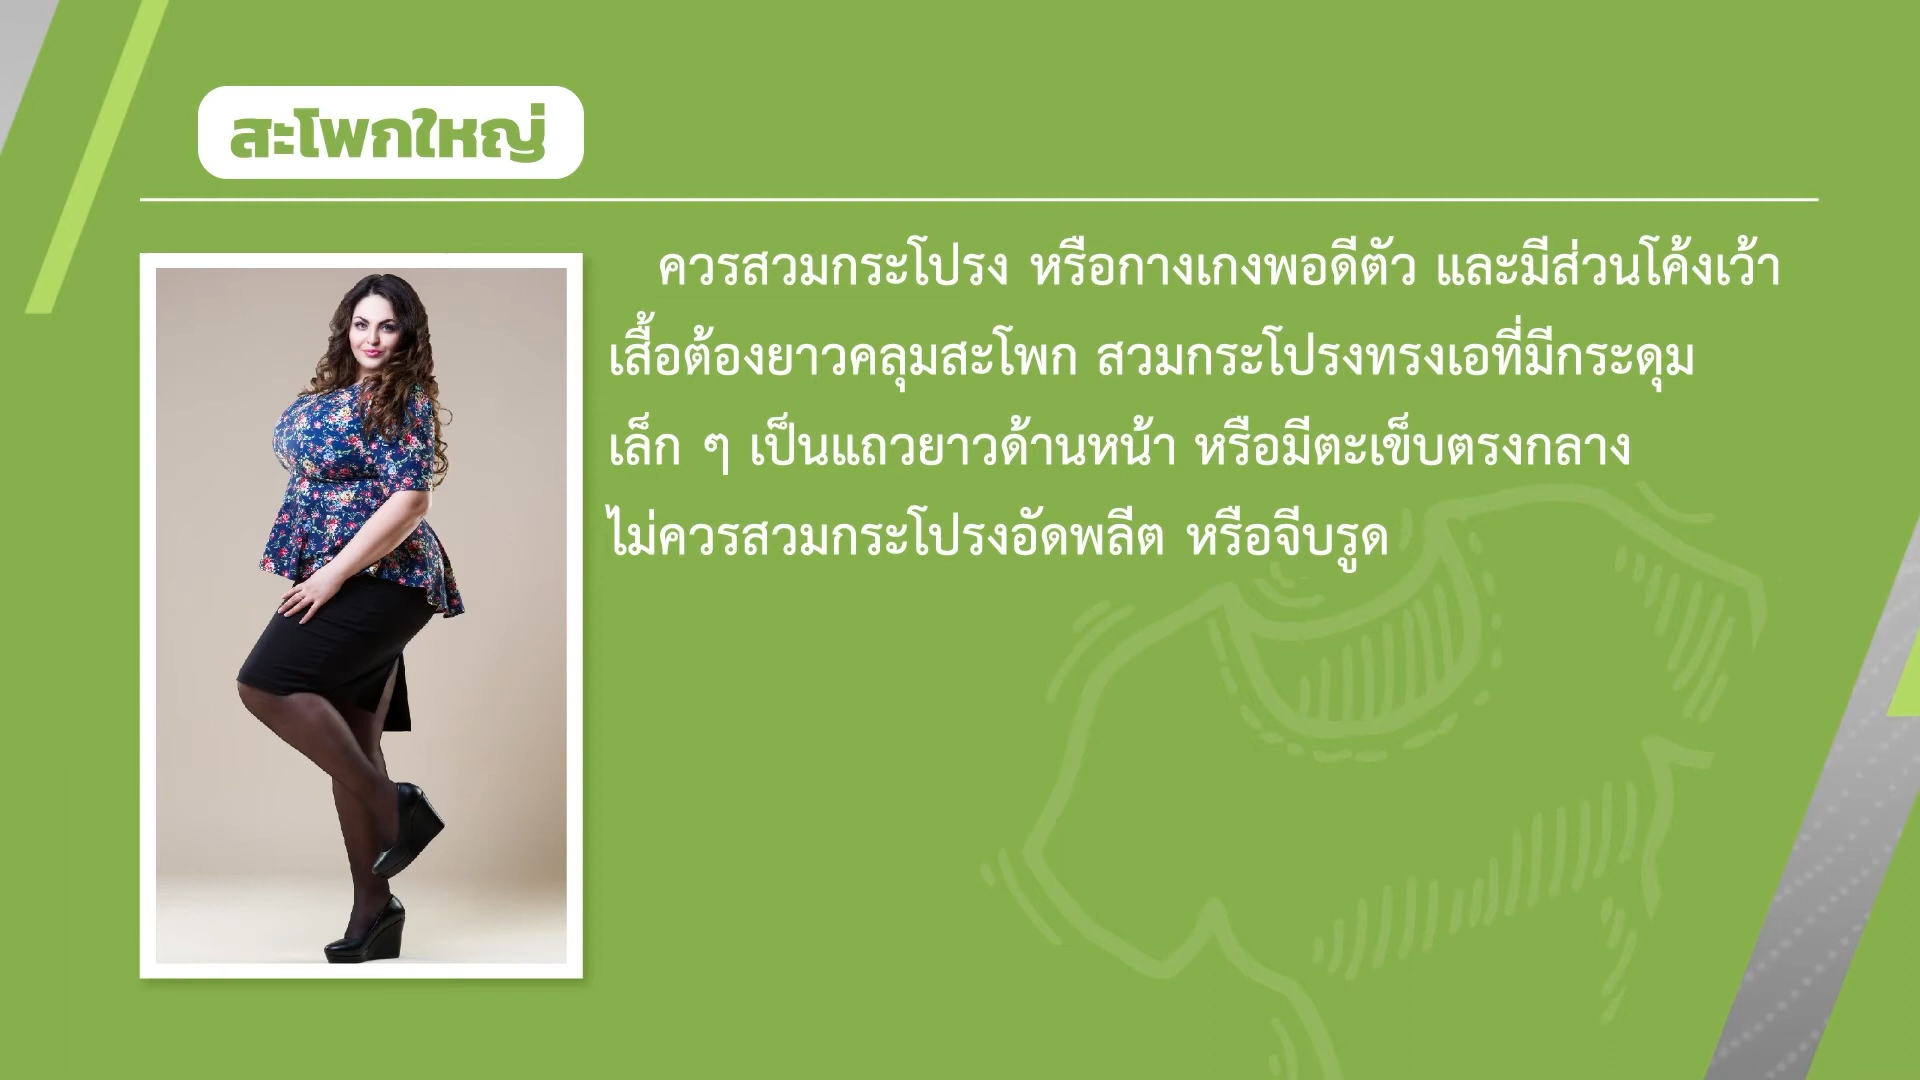 สะโพกใหญ่
ควรสวมกระโปรง หรือกางเกงพอดีตัว และมีส่วนโค้งเว้า
เสื้อต้องยาวคลุมสะโพก สวมกระโปรงทรงเอที่มีกระดุม
เล็ก ๆ เป็นแถวยาวด้านหน้า หรือมีตะเข็บตรงกลาง
ไม่ควรสวมกระโปรงอัดพลีต หรือจีบรูด